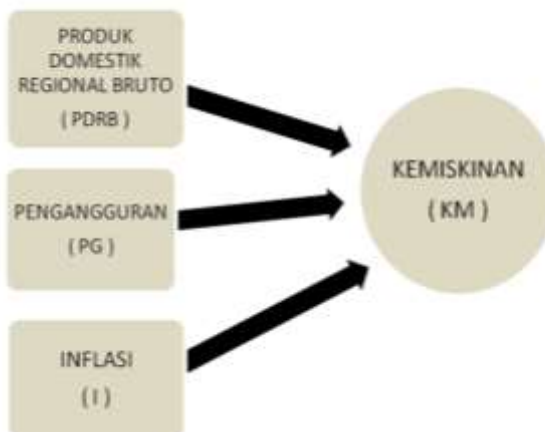 PRODUK
DOMESTIK
REGIONAL BRUTO
( PDRB )
PENGANGGURAN
( PG )
INFLASI
( I )
KEMISKINAN
( KM )